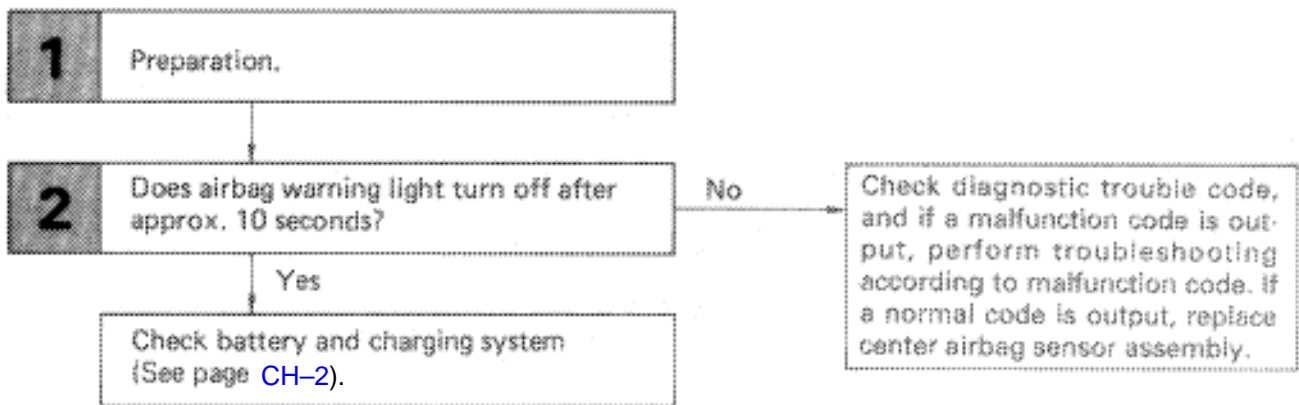 1
Preparation.
2
Does airbag warning light turn off after
approx. 10 seconds?
No
Check diagnostic trouble code,
and if a malfunction code is out-
put, perform troubleshooting
according to malfunction code. If
a normal code is output, replace
center airbag sensor assembly.
Yes
Check battery and charging system
(See page CH–2).